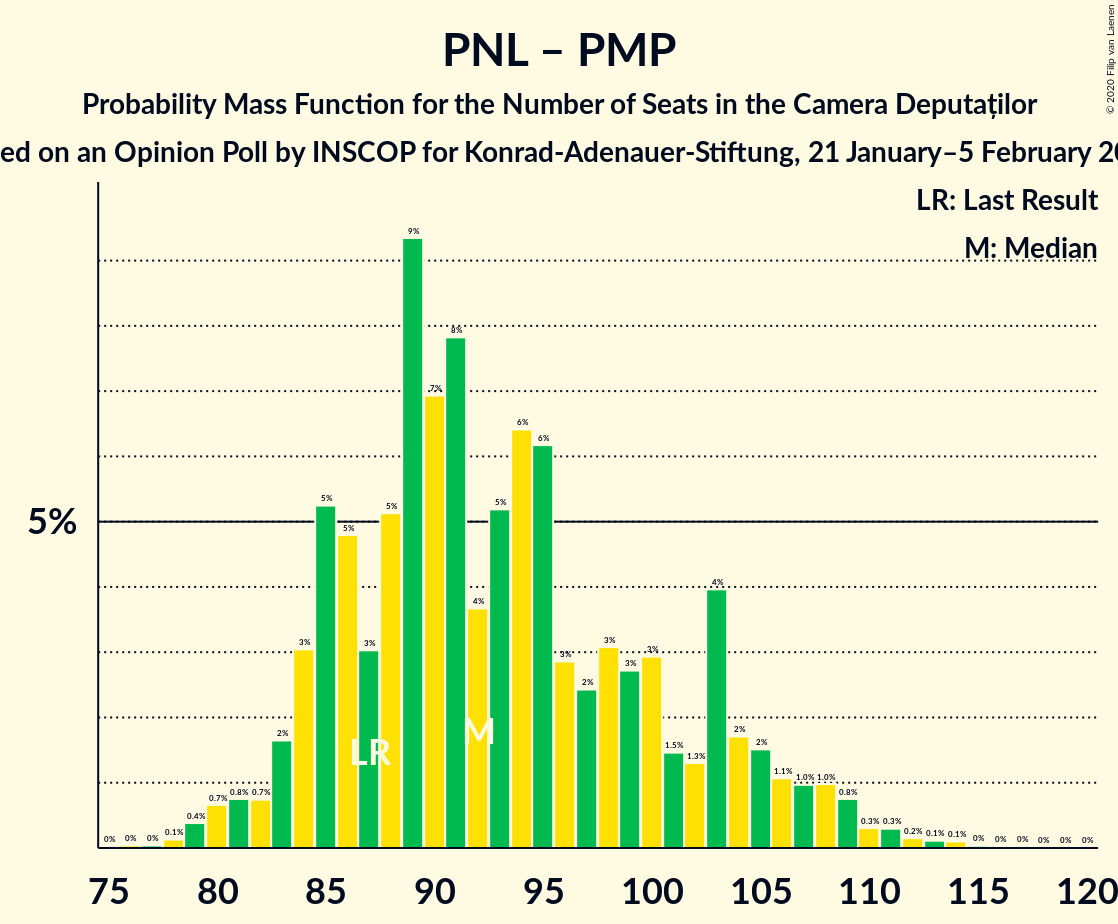 PNL – PMP
Probability Mass Function for the Number of Seats in the Camera Deputaților
ed on an Opinion Poll by INSCOP for Konrad-Adenauer-Stiftung, 21 January–5 February 20
© 2020 Filip van Laenen
LR: Last Result
M: Median
5%
0% 0% 0% 0.1% 0.4% 0.7% 0.8% 0.7% 2% 3% 5% 5% 3% 5% 9% 7% 8% 4% 5% 6% 6% 3% 2% 3% 3% 3% 1.5% 1.3% 4% 2% 2% 1.1% 1.0% 1.0% 0.8% 0.3% 0.3% 0.2% 0.1% 0.1% 0% 0% 0% 0% 0% 0%
LR M
75 80 85 90 95 100 105 110 115 120